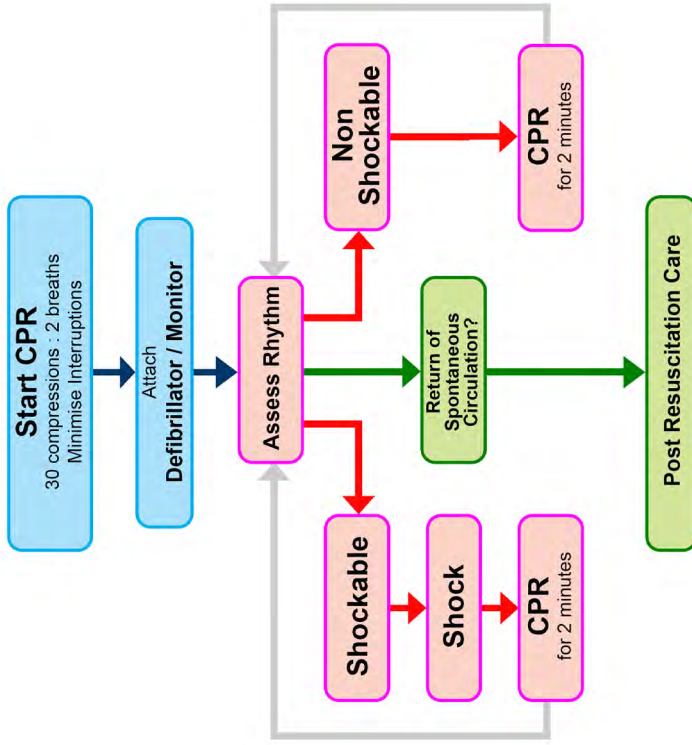 Start CPR
30 compressions : 2 breaths
Minimise Interruptions
Attach
Defibrillator / Monitor
Assess Rhythm
Shockable
Shock
CPR
for 2 minutes
Return of
Spontaneous
Circulation?
Non
Shockable
CPR
for 2 minutes
Post Resuscitation Care